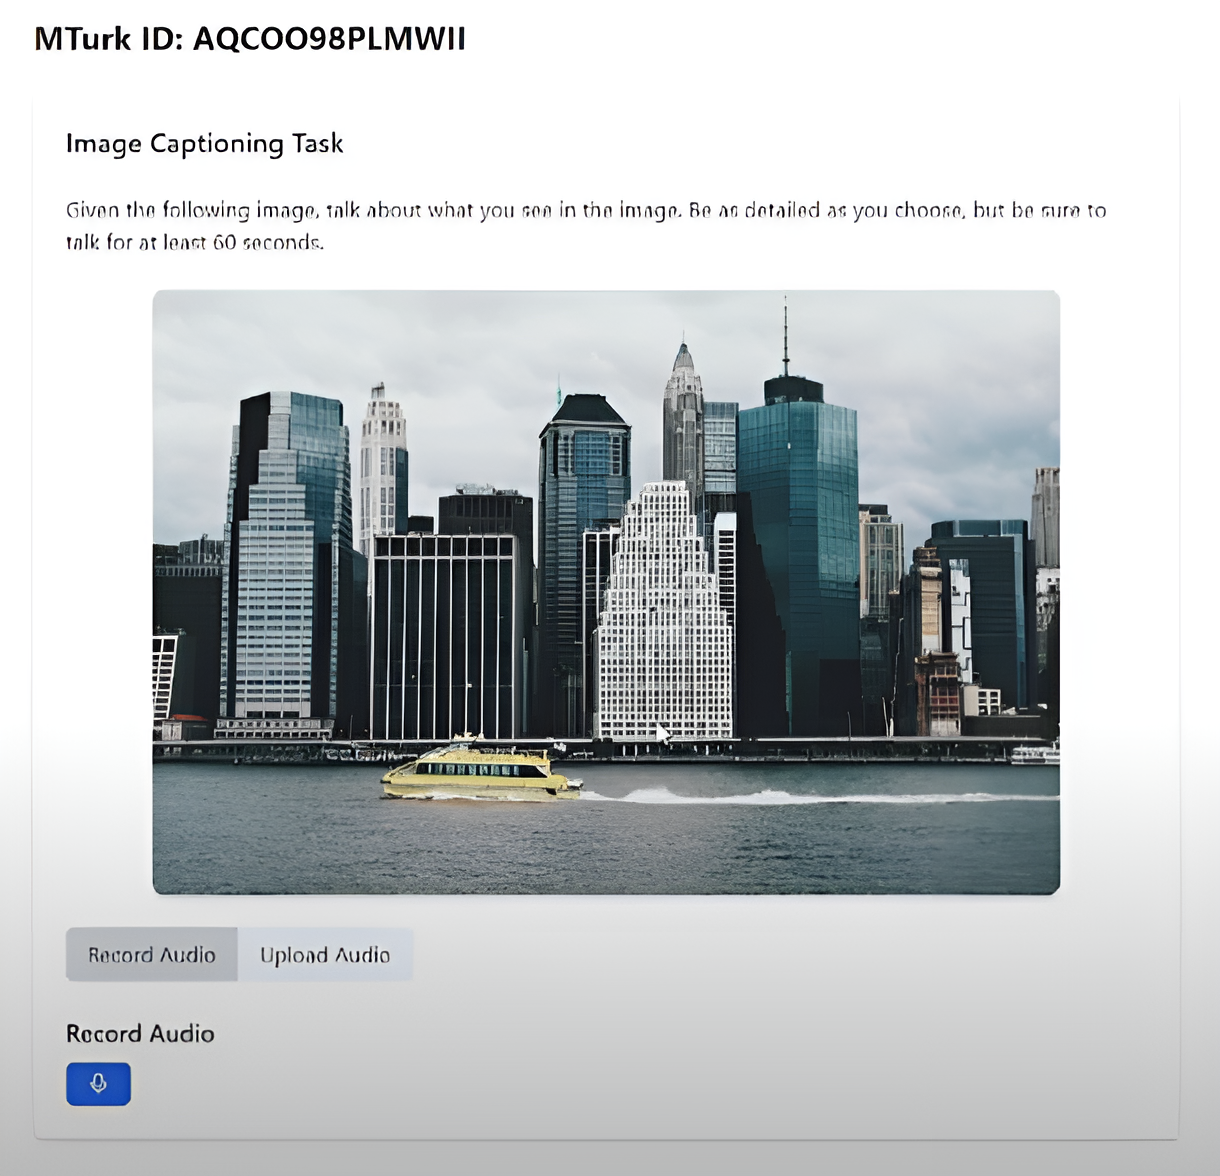 MTurk ID: AQCOO98PLMWII
Image Captioning Task
Given the following image, talk about what you see in the image. Be as detailed as you choose, but be sure to
talk for at least 60 seconds.
Record Audio
Upload Audio
Record Audio